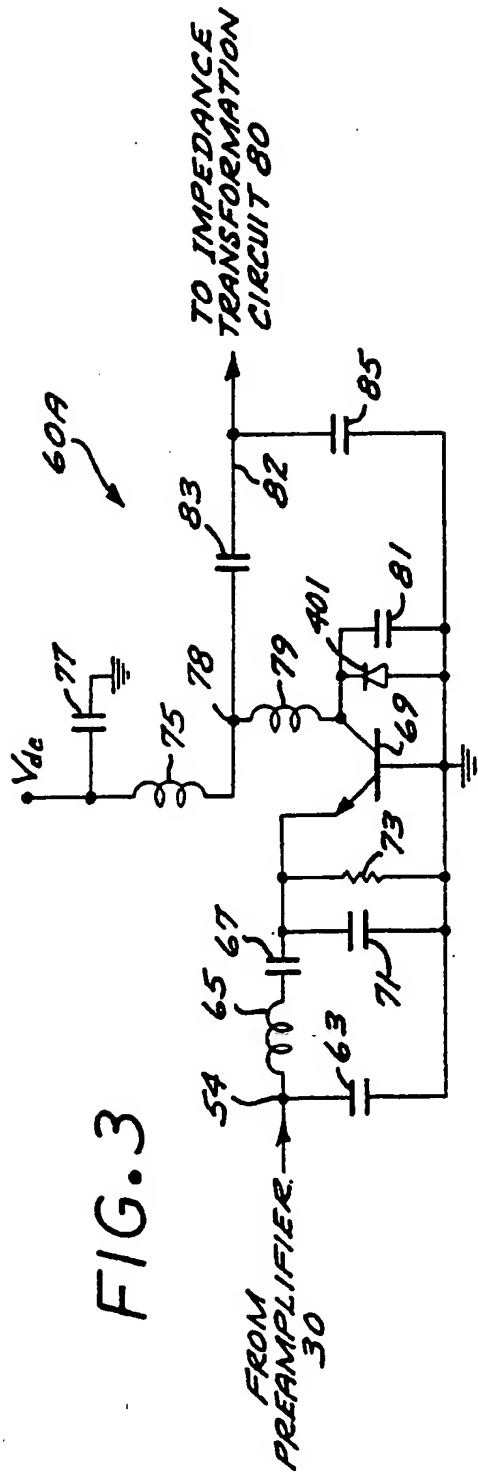 FIG. 3
60A
Vdc
77
75
78
83
82
TO IMPEDANCE
TRANSFORMATION
CIRCUIT 80
79
401
81
85
69
54
65
67
63
71
73
FROM
PREAMPLIFIER
30